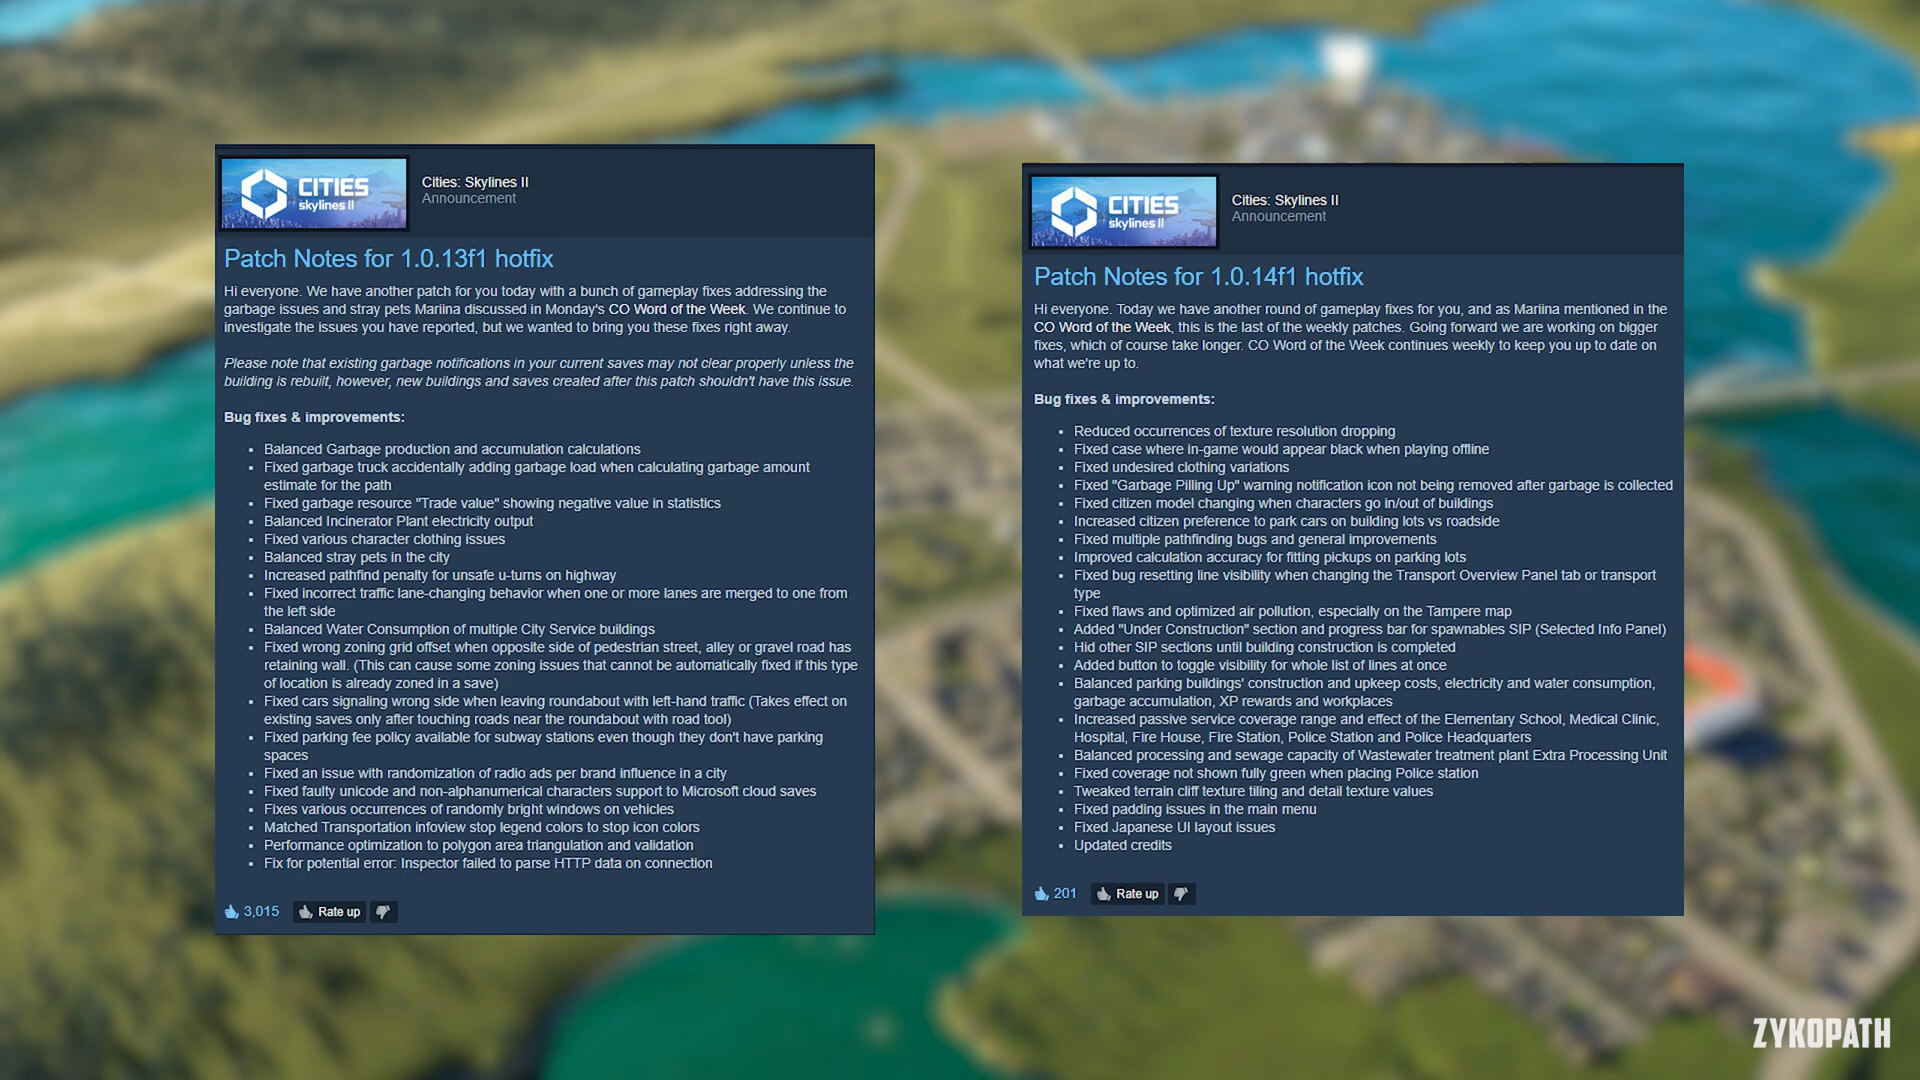 CITIES
skylines II
Cities: Skylines II
Announcement
Patch Notes for 1.0.13f1 hotfix
Hi everyone. We have another patch for you today with a bunch of gameplay fixes addressing the
garbage issues and stray pets Mariina discussed in Monday's CO Word of the Week. We continue to
investigate the issues you have reported, but we wanted to bring you these fixes right away.
Please note that existing garbage notifications in your current saves may not clear properly unless the
building is rebuilt, however, new buildings and saves created after this patch shouldn't have this issue.
Bug fixes & improvements:
• Balanced Garbage production and accumulation calculations
• Fixed garbage truck accidentally adding garbage load when calculating garbage amount
estimate for the path
• Fixed garbage resource "Trade value" showing negative value in statistics
• Balanced Incinerator Plant electricity output
• Fixed various character clothing issues
• Balanced stray pets in the city
• Increased pathfind penalty for unsafe u-turns on highway
• Fixed incorrect traffic lane-changing behavior when one or more lanes are merged to one from
the left side
• Balanced Water Consumption of multiple City Service buildings
• Fixed wrong zoning grid offset when opposite side of pedestrian street, alley or gravel road has
retaining wall. (This can cause some zoning issues that cannot be automatically fixed if this type
of location is already zoned in a save)
• Fixed cars signaling wrong side when leaving roundabout with left-hand traffic (Takes effect on
existing saves only after touching roads near the roundabout with road tool)
• Fixed parking fee policy available for subway stations even though they don't have parking
spaces
• Fixed an issue with randomization of radio ads per brand influence in a city
• Fixed faulty unicode and non-alphanumerical characters support to Microsoft cloud saves
• Fixes various occurrences of randomly bright windows on vehicles
• Matched Transportation infoview stop legend colors to stop icon colors
• Performance optimization to polygon area triangulation and validation
• Fix for potential error: Inspector failed to parse HTTP data on connection
3,015 Rate up
CITIES
skylines II
Cities: Skylines II
Announcement
Patch Notes for 1.0.14f1 hotfix
Hi everyone. Today we have another round of gameplay fixes for you, and as Mariina mentioned in the
CO Word of the Week, this is the last of the weekly patches. Going forward we are working on bigger
fixes, which of course take longer. CO Word of the Week continues weekly to keep you up to date on
what we're up to.
Bug fixes & improvements:
• Reduced occurrences of texture resolution dropping
• Fixed case where in-game would appear black when playing offline
• Fixed undesired clothing variations
• Fixed "Garbage Pilling Up" warning notification icon not being removed after garbage is collected
• Fixed citizen model changing when characters go in/out of buildings
• Increased citizen preference to park cars on building lots vs roadside
• Fixed multiple pathfinding bugs and general improvements
• Improved calculation accuracy for fitting pickups on parking lots
• Fixed bug resetting line visibility when changing the Transport Overview Panel tab or transport
type
• Fixed flaws and optimized air pollution, especially on the Tampere map
• Added "Under Construction" section and progress bar for spawnables SIP (Selected Info Panel)
• Hid other SIP sections until building construction is completed
• Added button to toggle visibility for whole list of lines at once
• Balanced parking buildings' construction and upkeep costs, electricity and water consumption,
garbage accumulation, XP rewards and workplaces
• Increased passive service coverage range and effect of the Elementary School, Medical Clinic,
Hospital, Fire House, Fire Station, Police Station and Police Headquarters
• Balanced processing and sewage capacity of Wastewater treatment plant Extra Processing Unit
• Fixed coverage not shown fully green when placing Police station
• Tweaked terrain cliff texture tiling and detail texture values
• Fixed padding issues in the main menu
• Fixed Japanese UI layout issues
• Updated credits
201 Rate up
ZYKOPATH